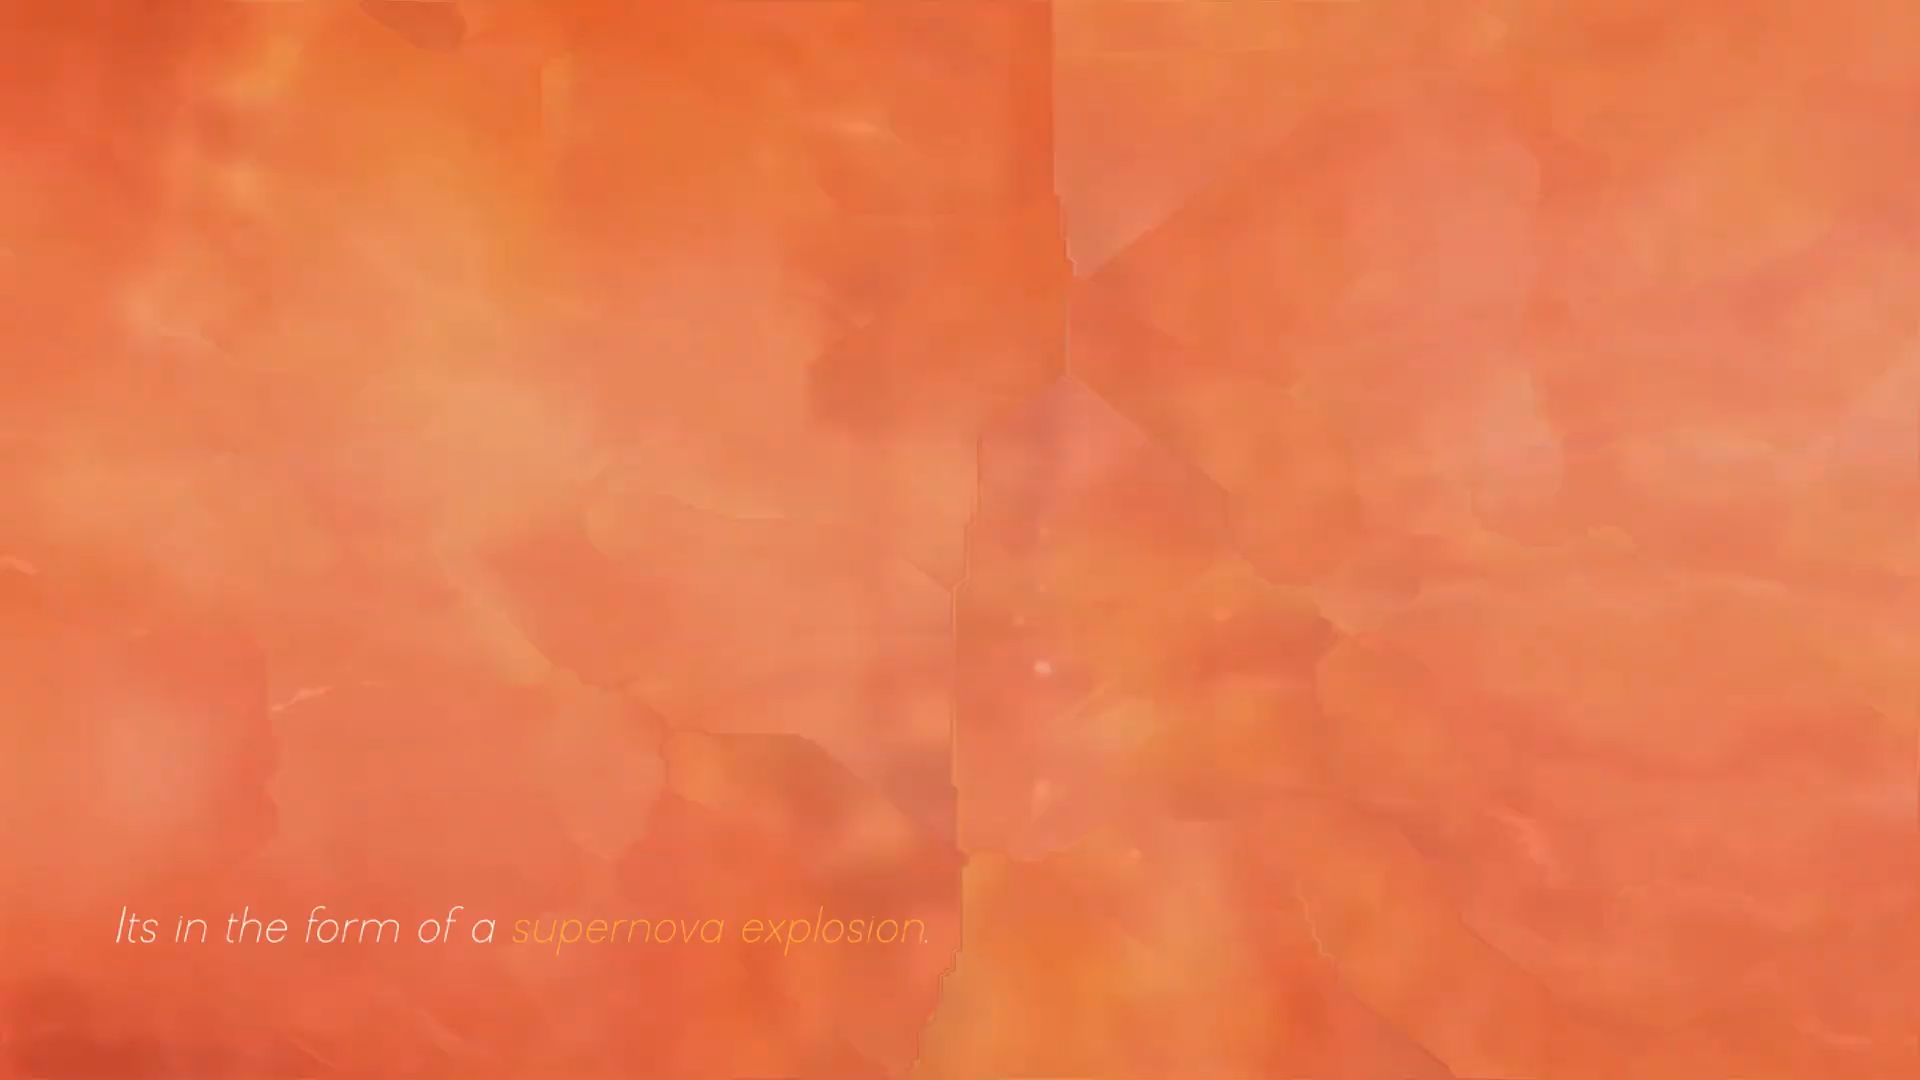 Its in the form of a supernova explosion.